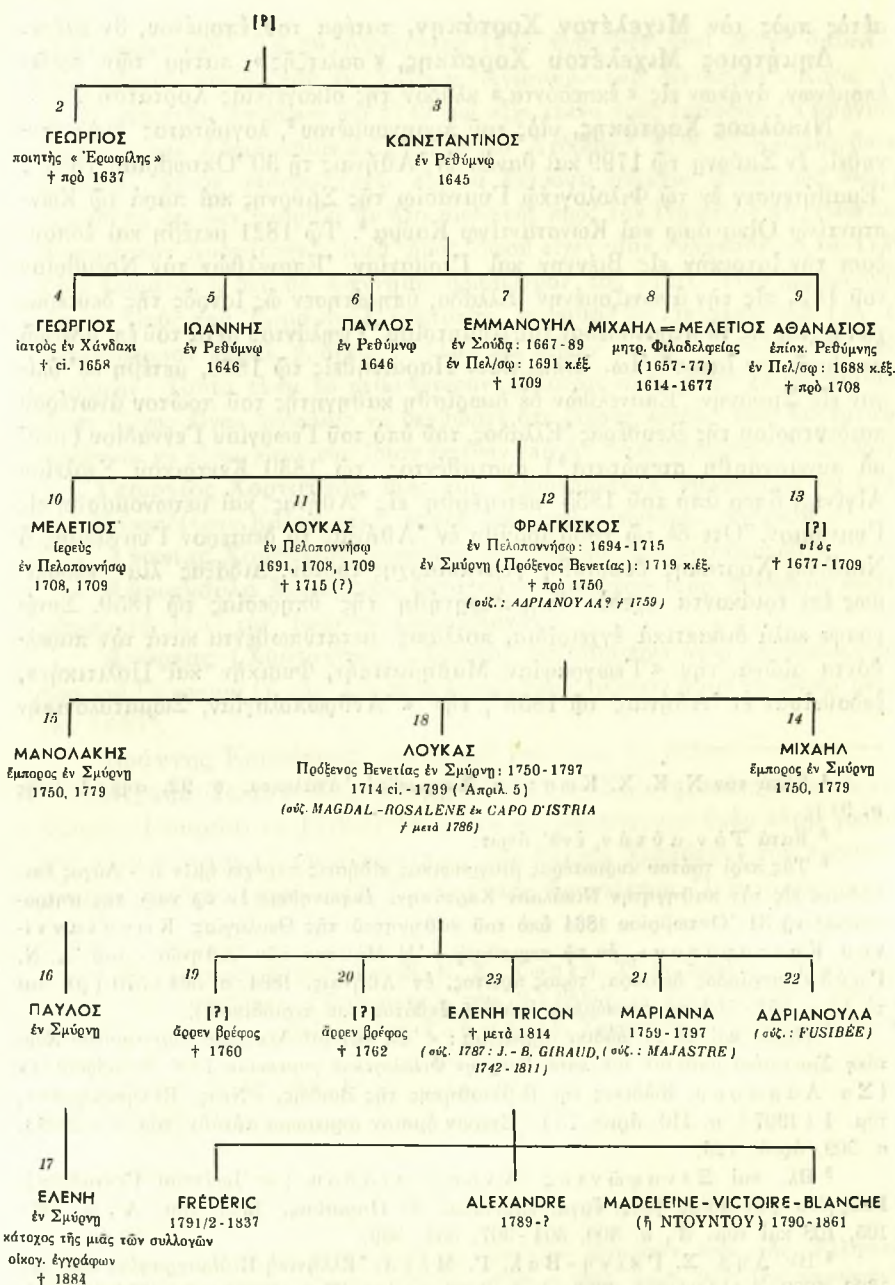 [?]
1
2
3
ΓΕΩΡΓΙΟΣ
ποιητὴς « Ἐρωφίλης »
† πρὸ 1637
ΚΩΝΣΤΑΝΤΙΝΟΣ
ἐν Ρεθύμνῳ
1645
4
ΓΕΩΡΓΙΟΣ
ἰατρὸς ἐν Χάνδακι
† ci. 1658
5
ΙΩΑΝΝΗΣ
ἐν Ρεθύμνῳ
1646
6
ΠΑΥΛΟΣ
ἐν Ρεθύμνῳ
1646
7
ΕΜΜΑΝΟΥΗΛ
ἐν Σούδᾳ: 1667-89
ἐν Πελ/σῳ: 1691 κ.ἑξ.
† 1709
8
ΜΙΧΑΗΛ = ΜΕΛΕΤΙΟΣ
μητρ. Φιλαδελφείας
(1657-77)
1614-1677
9
ΑΘΑΝΑΣΙΟΣ
ἐπίσκ. Ρεθύμνης
ἐν Πελ/σῳ: 1688 κ.ἑξ.
† πρὸ 1708
10
ΜΕΛΕΤΙΟΣ
ἱερεὺς
ἐν Πελοποννήσῳ
1708, 1709
11
ΛΟΥΚΑΣ
ἐν Πελοποννήσῳ
1691, 1708, 1709
† 1715 (?)
12
ΦΡΑΓΚΙΣΚΟΣ
ἐν Πελοποννήσῳ: 1694-1715
ἐν Σμύρνῃ (Πρόξενος Βενετίας): 1719 κ.ἑξ.
† πρὸ 1750
(σύζ.: ΑΔΡΙΑΝΟΥΛΑ? † 1759)
13
[?]
υἱός
† 1677-1709
15
ΜΑΝΟΛΑΚΗΣ
ἔμπορος ἐν Σμύρνῃ
1750, 1779
18
ΛΟΥΚΑΣ
Πρόξενος Βενετίας ἐν Σμύρνῃ: 1750-1797
1714 ci.-1799 (Ἀπριλ. 5)
(σύζ. MAGDAL-ROSALENE ἐκ CAPO D'ISTRIA
† μετὰ 1786)
14
ΜΙΧΑΗΛ
ἔμπορος ἐν Σμύρνῃ
1750, 1779
16
ΠΑΥΛΟΣ
ἐν Σμύρνῃ
19
[?]
ἄρρεν βρέφος
† 1760
20
[?]
ἄρρεν βρέφος
† 1762
23
ΕΛΕΝΗ TRICON
† μετὰ 1814
(σύζ. 1787: J.-B. GIRAUD,
1742-1811)
21
ΜΑΡΙΑΝΝΑ
1759-1797
(σύζ.: MAJASTRE)
22
ΑΔΡΙΑΝΟΥΛΑ
(σύζ.: FUSIBÉE)
17
ΕΛΕΝΗ
ἐν Σμύρνῃ
κάτοχος τῆς μιᾶς τῶν συλλογῶν
οἰκογ. ἐγγράφων
† 1884
FRÉDÉRIC
1791/2-1837
ALEXANDRE
1789-?
MADELEINE-VICTOIRE-BLANCHE
(ἢ ΝΤΟΥΝΤΟΥ) 1790-1861